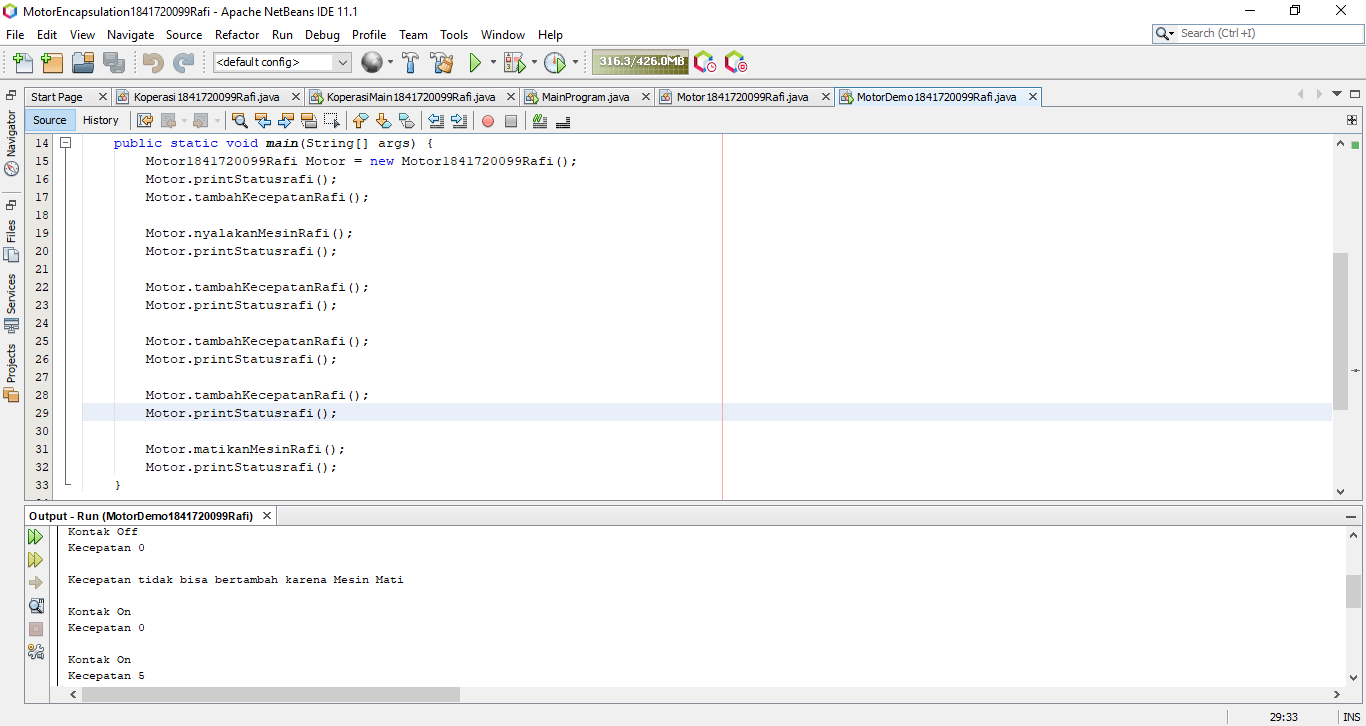 MotorEncapsulation1841720099Rafi - Apache NetBeans IDE 11.1
File Edit View Navigate Source Refactor Run Debug Profile Team Tools Window Help
Search (Ctrl+I)
<default config>
316.3/426.0MB
Start Page
Koperasi1841720099Rafi.java
KoperasiMain1841720099Rafi.java
MainProgram.java
Motor1841720099Rafi.java
MotorDemo1841720099Rafi.java
Source History
Navigator
Files
Services
Projects
14 public static void main(String[] args) {
15 Motor1841720099Rafi Motor = new Motor1841720099Rafi();
16 Motor.printStatusrafi();
17 Motor.tambahKecepatanRafi();
18
19 Motor.nyalakanMesinRafi();
20 Motor.printStatusrafi();
21
22 Motor.tambahKecepatanRafi();
23 Motor.printStatusrafi();
24
25 Motor.tambahKecepatanRafi();
26 Motor.printStatusrafi();
27
28 Motor.tambahKecepatanRafi();
29 Motor.printStatusrafi();
30
31 Motor.matikanMesinRafi();
32 Motor.printStatusrafi();
33 }
Output - Run (MotorDemo1841720099Rafi)
Kontak Off
Kecepatan 0
Kecepatan tidak bisa bertambah karena Mesin Mati
Kontak On
Kecepatan 0
Kontak On
Kecepatan 5
29:33 INS